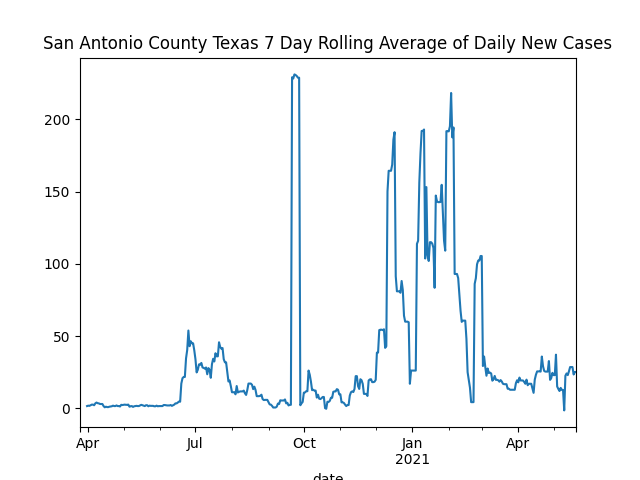 San Antonio County Texas 7 Day Rolling Average of Daily New Cases
200
150
100
50
0
Apr Jul Oct Jan Apr
2021
date